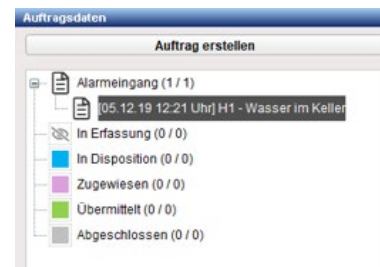 Auftragsdaten
Auftrag erstellen
Alarmeingang (1 / 1)
[05.12.19 12:21 Uhr] H1 - Wasser im Keller
In Erfassung (0 / 0)
In Disposition (0 / 0)
Zugewiesen (0 / 0)
Übermittelt (0 / 0)
Abgeschlossen (0 / 0)